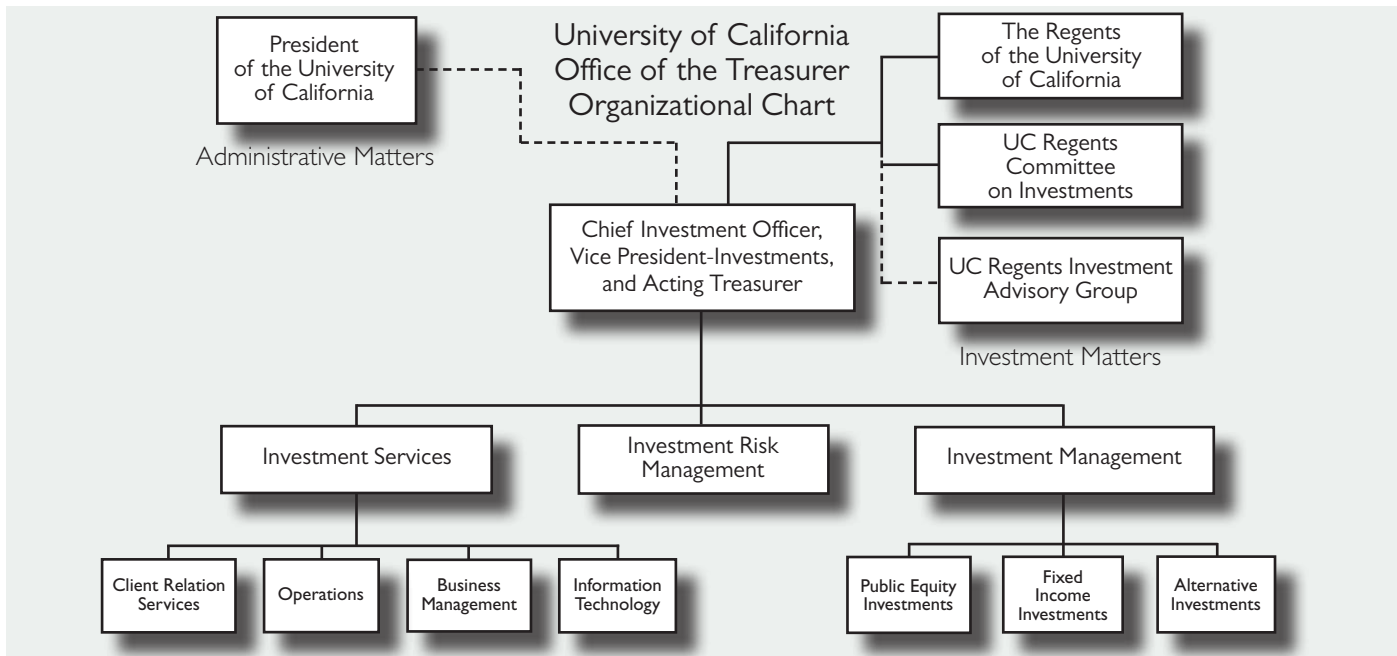 President
of the University
of California
Administrative Matters
University of California
Office of the Treasurer
Organizational Chart
The Regents
of the University
of California
UC Regents
Committee
on Investments
UC Regents Investment
Advisory Group
Investment Matters
Chief Investment Officer,
Vice President-Investments,
and Acting Treasurer
Investment Services
Investment Risk
Management
Investment Management
Client Relation
Services
Operations
Business
Management
Information
Technology
Public Equity
Investments
Fixed
Income
Investments
Alternative
Investments